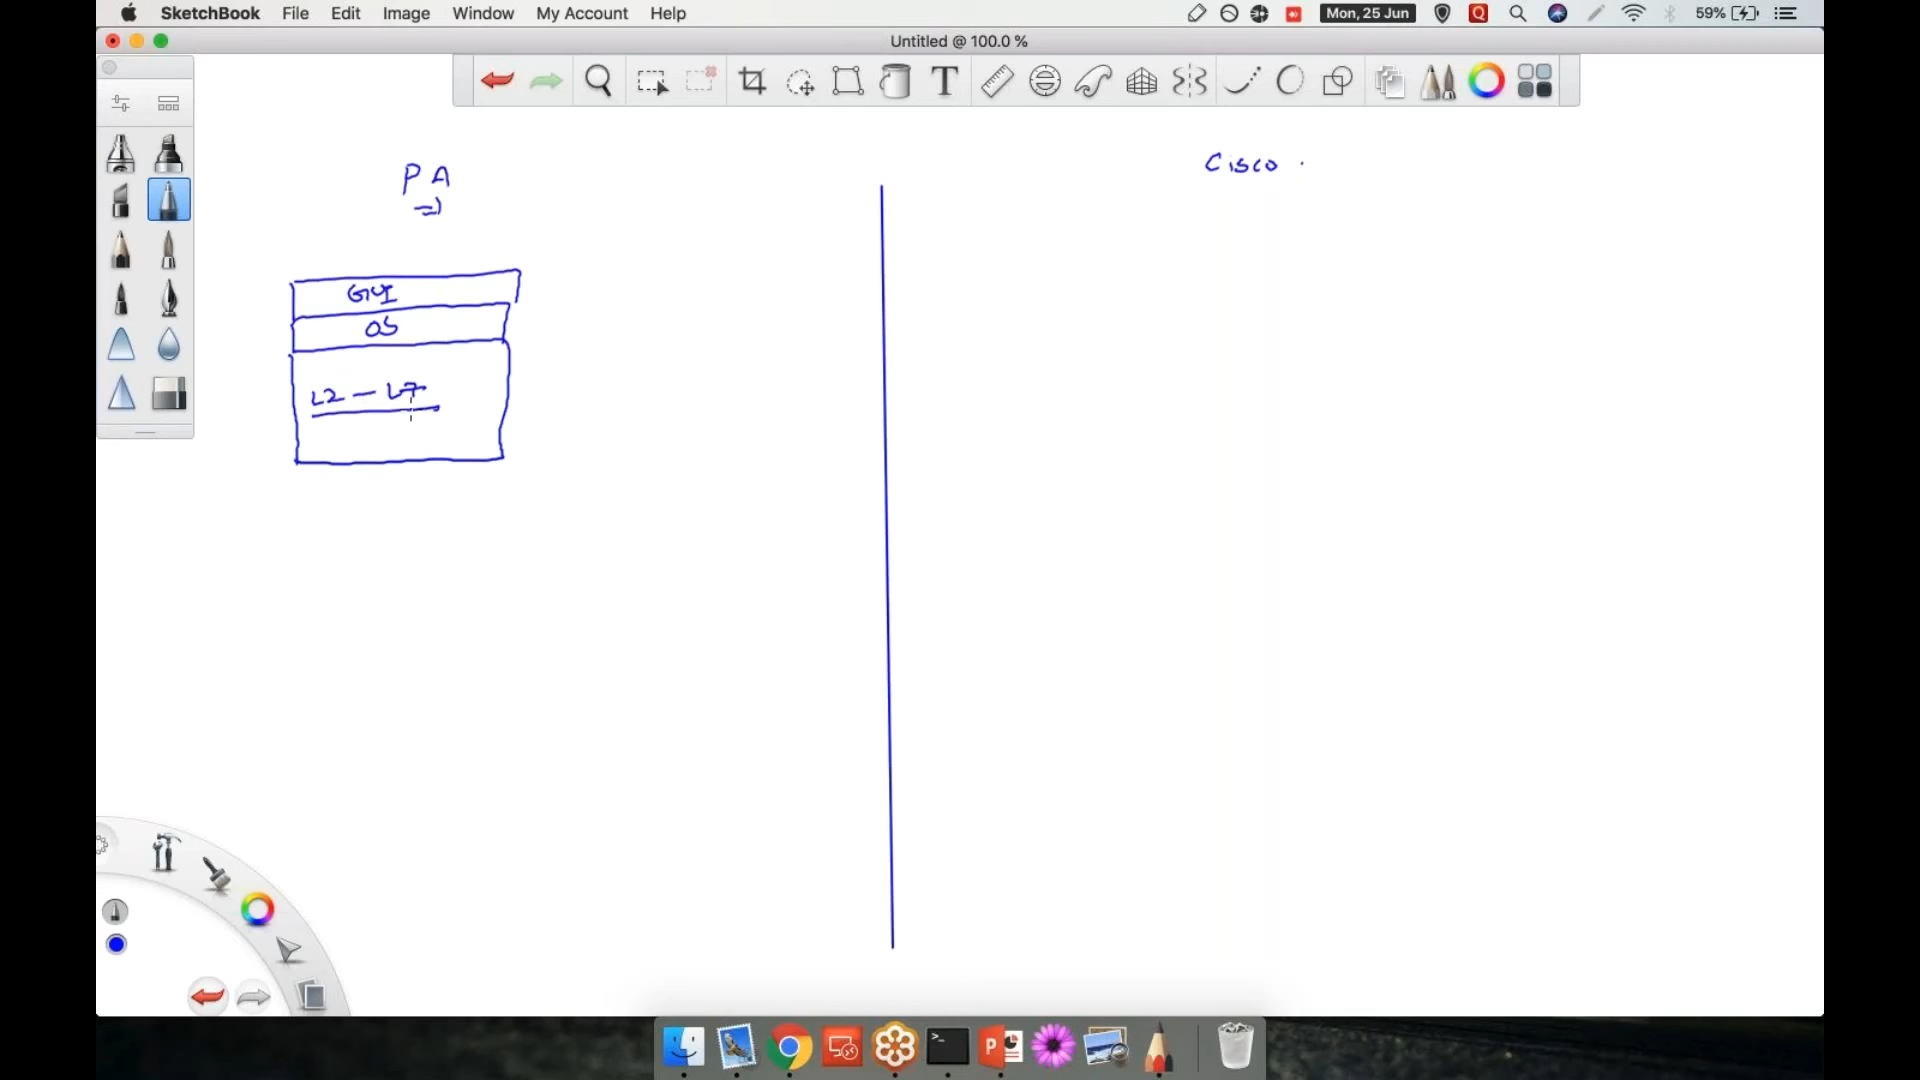 SketchBook File Edit Image Window My Account Help Mon, 25 Jun Q 59%
Untitled @ 100.0 %
T
PA
Cisco .
GUI
OS
L2 - L7